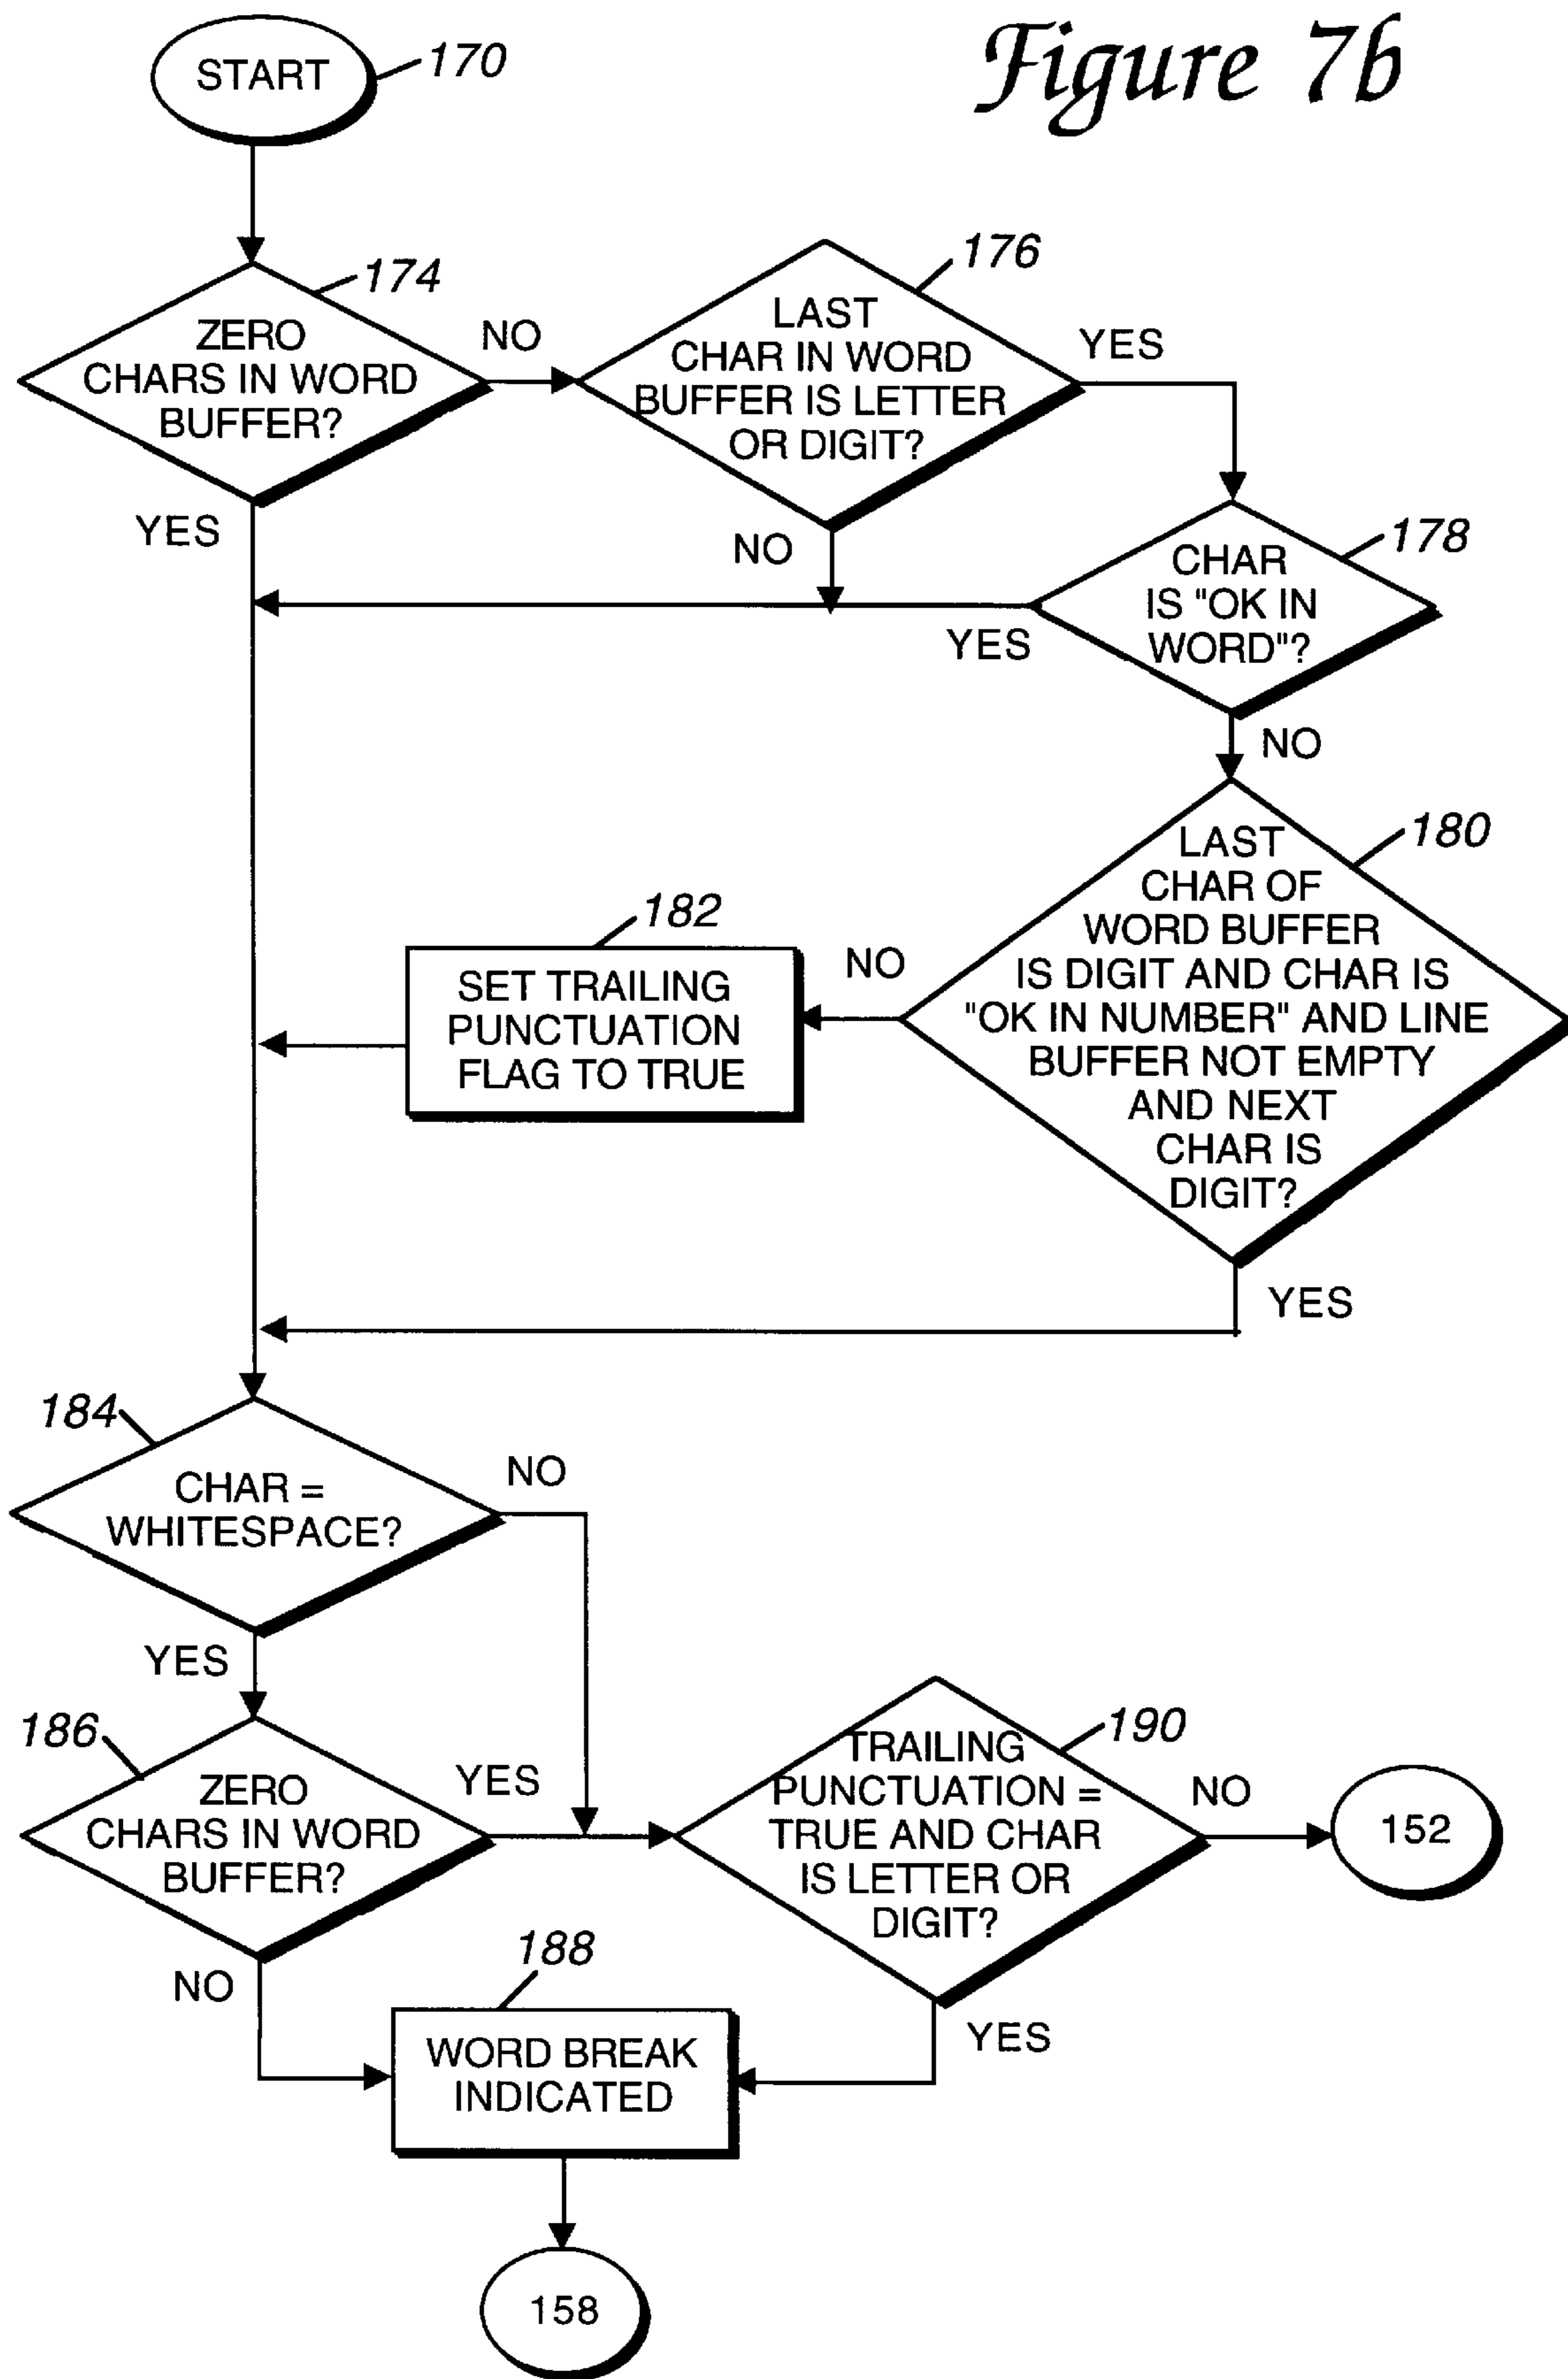 Figure 7b
START
170
174
ZERO
CHARS IN WORD
BUFFER?
NO
YES
176
LAST
CHAR IN WORD
BUFFER IS LETTER
OR DIGIT?
YES
NO
178
CHAR
IS "OK IN
WORD"?
YES
NO
180
LAST
CHAR OF
WORD BUFFER
IS DIGIT AND CHAR IS
"OK IN NUMBER" AND LINE
BUFFER NOT EMPTY
AND NEXT
CHAR IS
DIGIT?
NO
YES
182
SET TRAILING
PUNCTUATION
FLAG TO TRUE
184
CHAR =
WHITESPACE?
NO
YES
186
ZERO
CHARS IN WORD
BUFFER?
YES
NO
190
TRAILING
PUNCTUATION =
TRUE AND CHAR
IS LETTER OR
DIGIT?
NO
YES
152
188
WORD BREAK
INDICATED
158